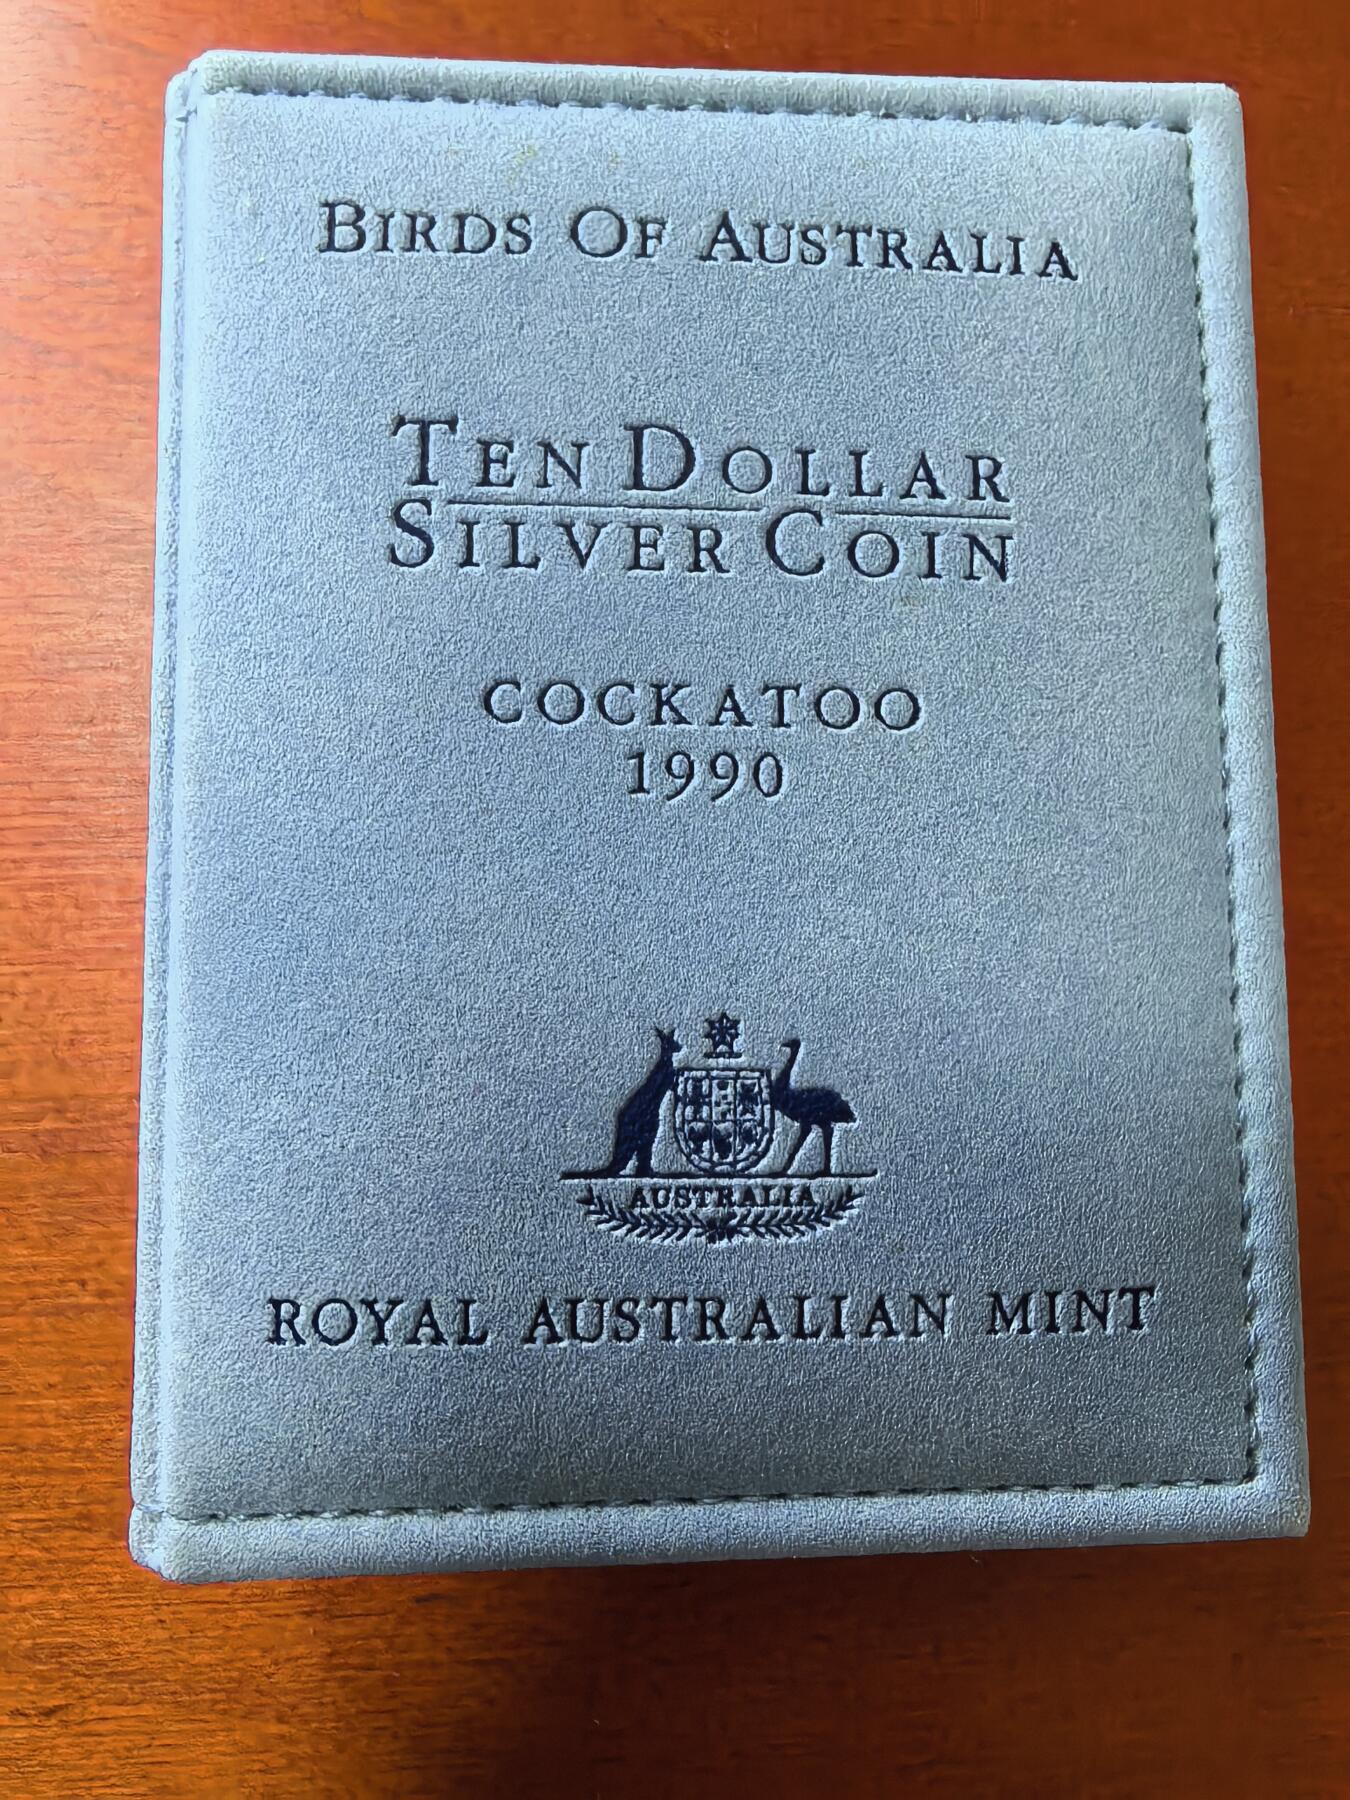 BIRDS OF AUSTRALIA
TEN DOLLAR
SILVER COIN
COCKATOO
1990
AUSTRALIA
ROYAL AUSTRALIAN MINT